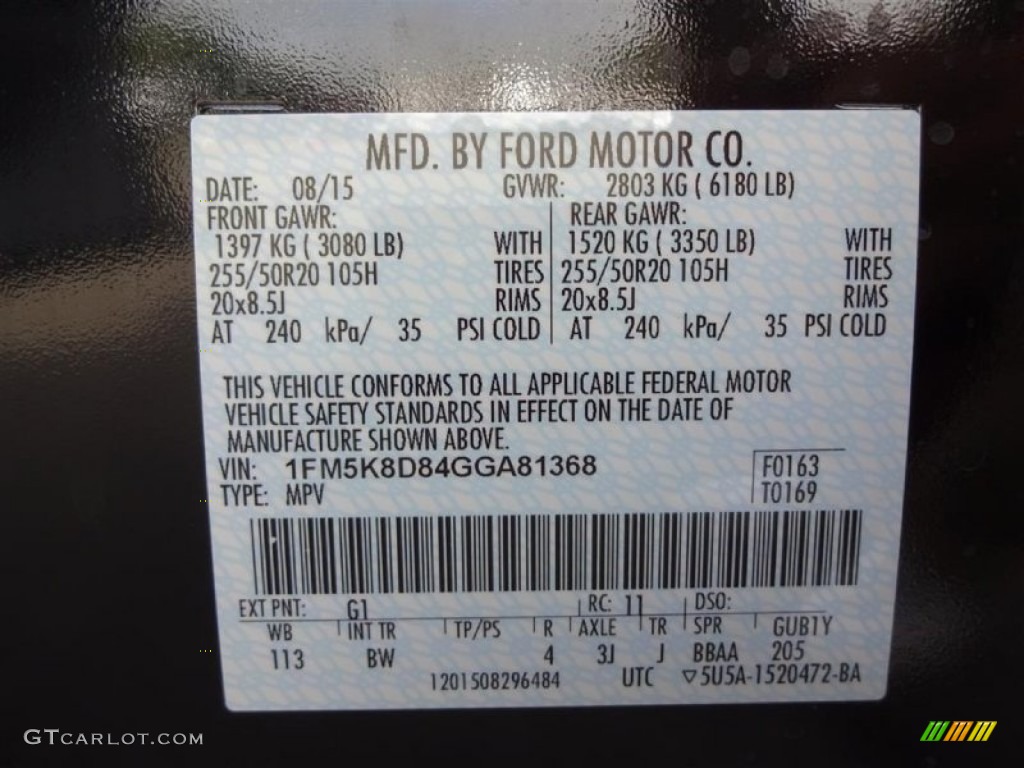 MFD. BY FORD MOTOR CO.
DATE: 08/15 GVWR: 2803 KG ( 6180 LB)
FRONT GAWR: REAR GAWR:
1397 KG ( 3080 LB) WITH 1520 KG ( 3350 LB) WITH
255/50R20 105H TIRES 255/50R20 105H TIRES
20x8.5J RIMS 20x8.5J RIMS
AT 240 kPa/ 35 PSI COLD AT 240 kPa/ 35 PSI COLD
THIS VEHICLE CONFORMS TO ALL APPLICABLE FEDERAL MOTOR
VEHICLE SAFETY STANDARDS IN EFFECT ON THE DATE OF
MANUFACTURE SHOWN ABOVE.
VIN: 1FM5K8D84GGA81368 F0163
TYPE: MPV T0169
EXT PNT: G1 RC: 11 DSO:
WB INT TR TP/PS R AXLE TR SPR GUB1Y
113 BW 4 3J J BBAA 205
1201508296484 UTC ▽5U5A-1520472-BA
GTCARLOT.COM